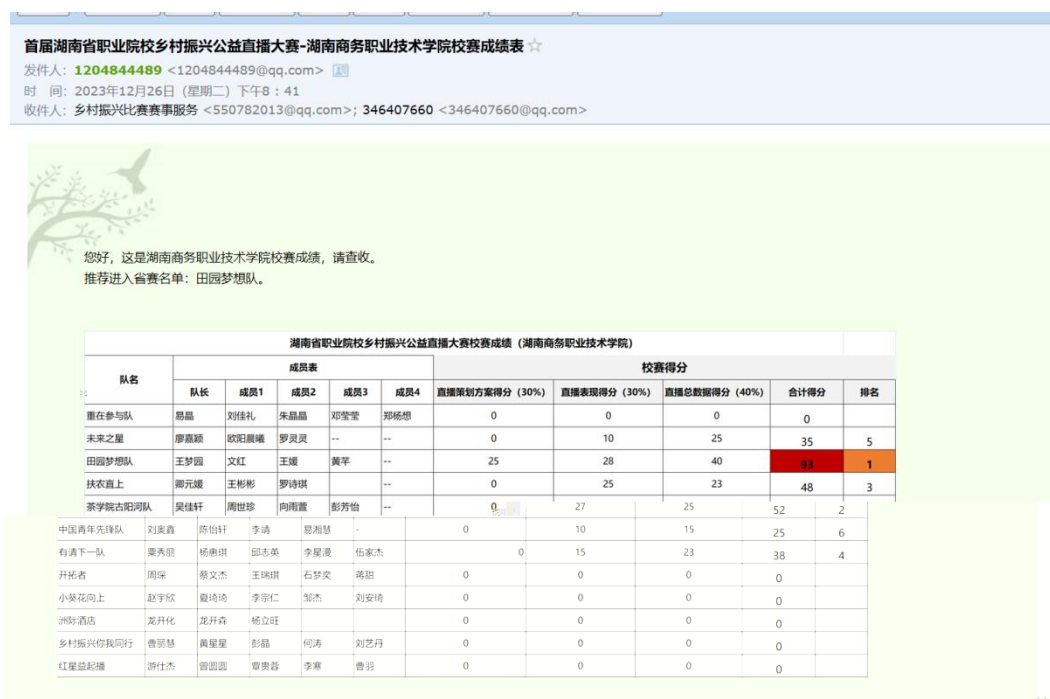 首届湖南省职业院校乡村振兴公益直播大赛-湖南商务职业技术学院校赛成绩表
发件人：1204844489 <1204844489@qq.com>
时 间：2023年12月26日 (星期二) 下午8：41
收件人：乡村振兴比赛赛事服务 <550782013@qq.com>; 346407660 <346407660@qq.com>
您好，这是湖南商务职业技术学院校赛成绩，请查收。
推荐进入省赛名单：田园梦想队。
湖南省职业院校乡村振兴公益直播大赛校赛成绩（湖南商务职业技术学院）
队名 成员表 校赛得分
队长 成员1 成员2 成员3 成员4 直播策划方案得分（30%） 直播表现得分（30%） 直播总数据得分（40%） 合计得分 排名
重在参与队 易晶 刘佳礼 朱晶晶 邓莹莹 郑杨想 0 0 0 0
未来之星 廖嘉颖 欧阳晨曦 罗灵灵 -- -- 0 10 25 35 5
田园梦想队 王梦园 文红 王媛 黄芊 -- 25 28 40 93 1
扶农直上 卿元媛 王彬彬 罗诗琪 -- 0 25 23 48 3
茶学院古阳河队 吴佳轩 周世珍 向雨萱 彭芳怡 -- 0 27 25 52 2
中国青年先锋队 刘奥鑫 陈怡轩 李靖 易湘慧 - 0 10 15 25 6
有请下一队 粟秀丽 杨惠琪 邱志英 李星漫 伍家杰 0 15 23 38 4
开拓者 周琛 蔡文杰 王瑞琪 石梦奕 蒋甜 0 0 0 0
小葵花向上 赵宇欣 夏琦琦 李宗仁 邹杰 刘安琦 0 0 0 0
洲际酒店 龙开化 龙开森 杨立旺 0 0 0 0
乡村振兴你我同行 曹丽慧 黄星星 彭晶 何涛 刘艺丹 0 0 0 0
红星益起播 游仕杰 曾圆圆 章贵蓉 李寒 曹羽 0 0 0 0